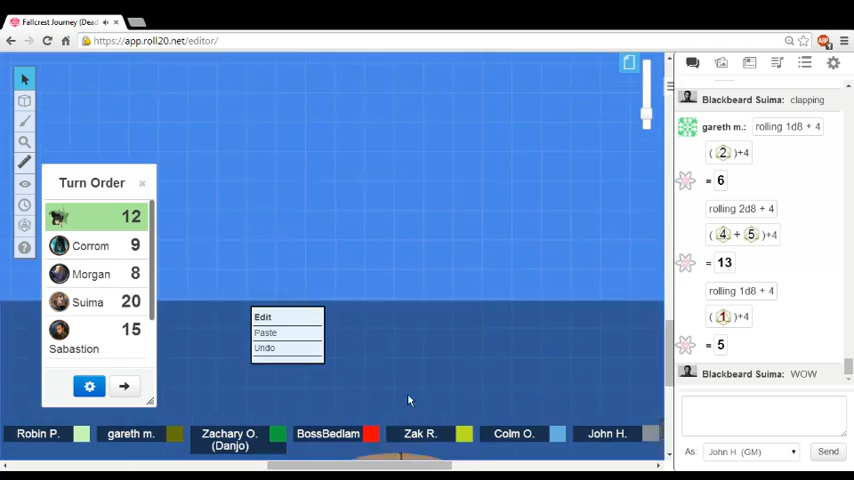 Fallcrest Journey (Dead
https://app.roll20.net/editor/
Turn Order
12
Corrom 9
Morgan 8
Suima 20
15
Sabastion
Edit
Paste
Undo
Robin P.
gareth m.
Zachary O.
(Danjo)
BossBedlam
Zak R.
Colm O.
John H.
Blackbeard Suima: clapping
gareth m.: rolling 1d8 + 4
(2)+4
= 6
rolling 2d8 + 4
(4 + 5)+4
= 13
rolling 1d8 + 4
(1)+4
= 5
Blackbeard Suima: WOW
As: John H. (GM)
Send